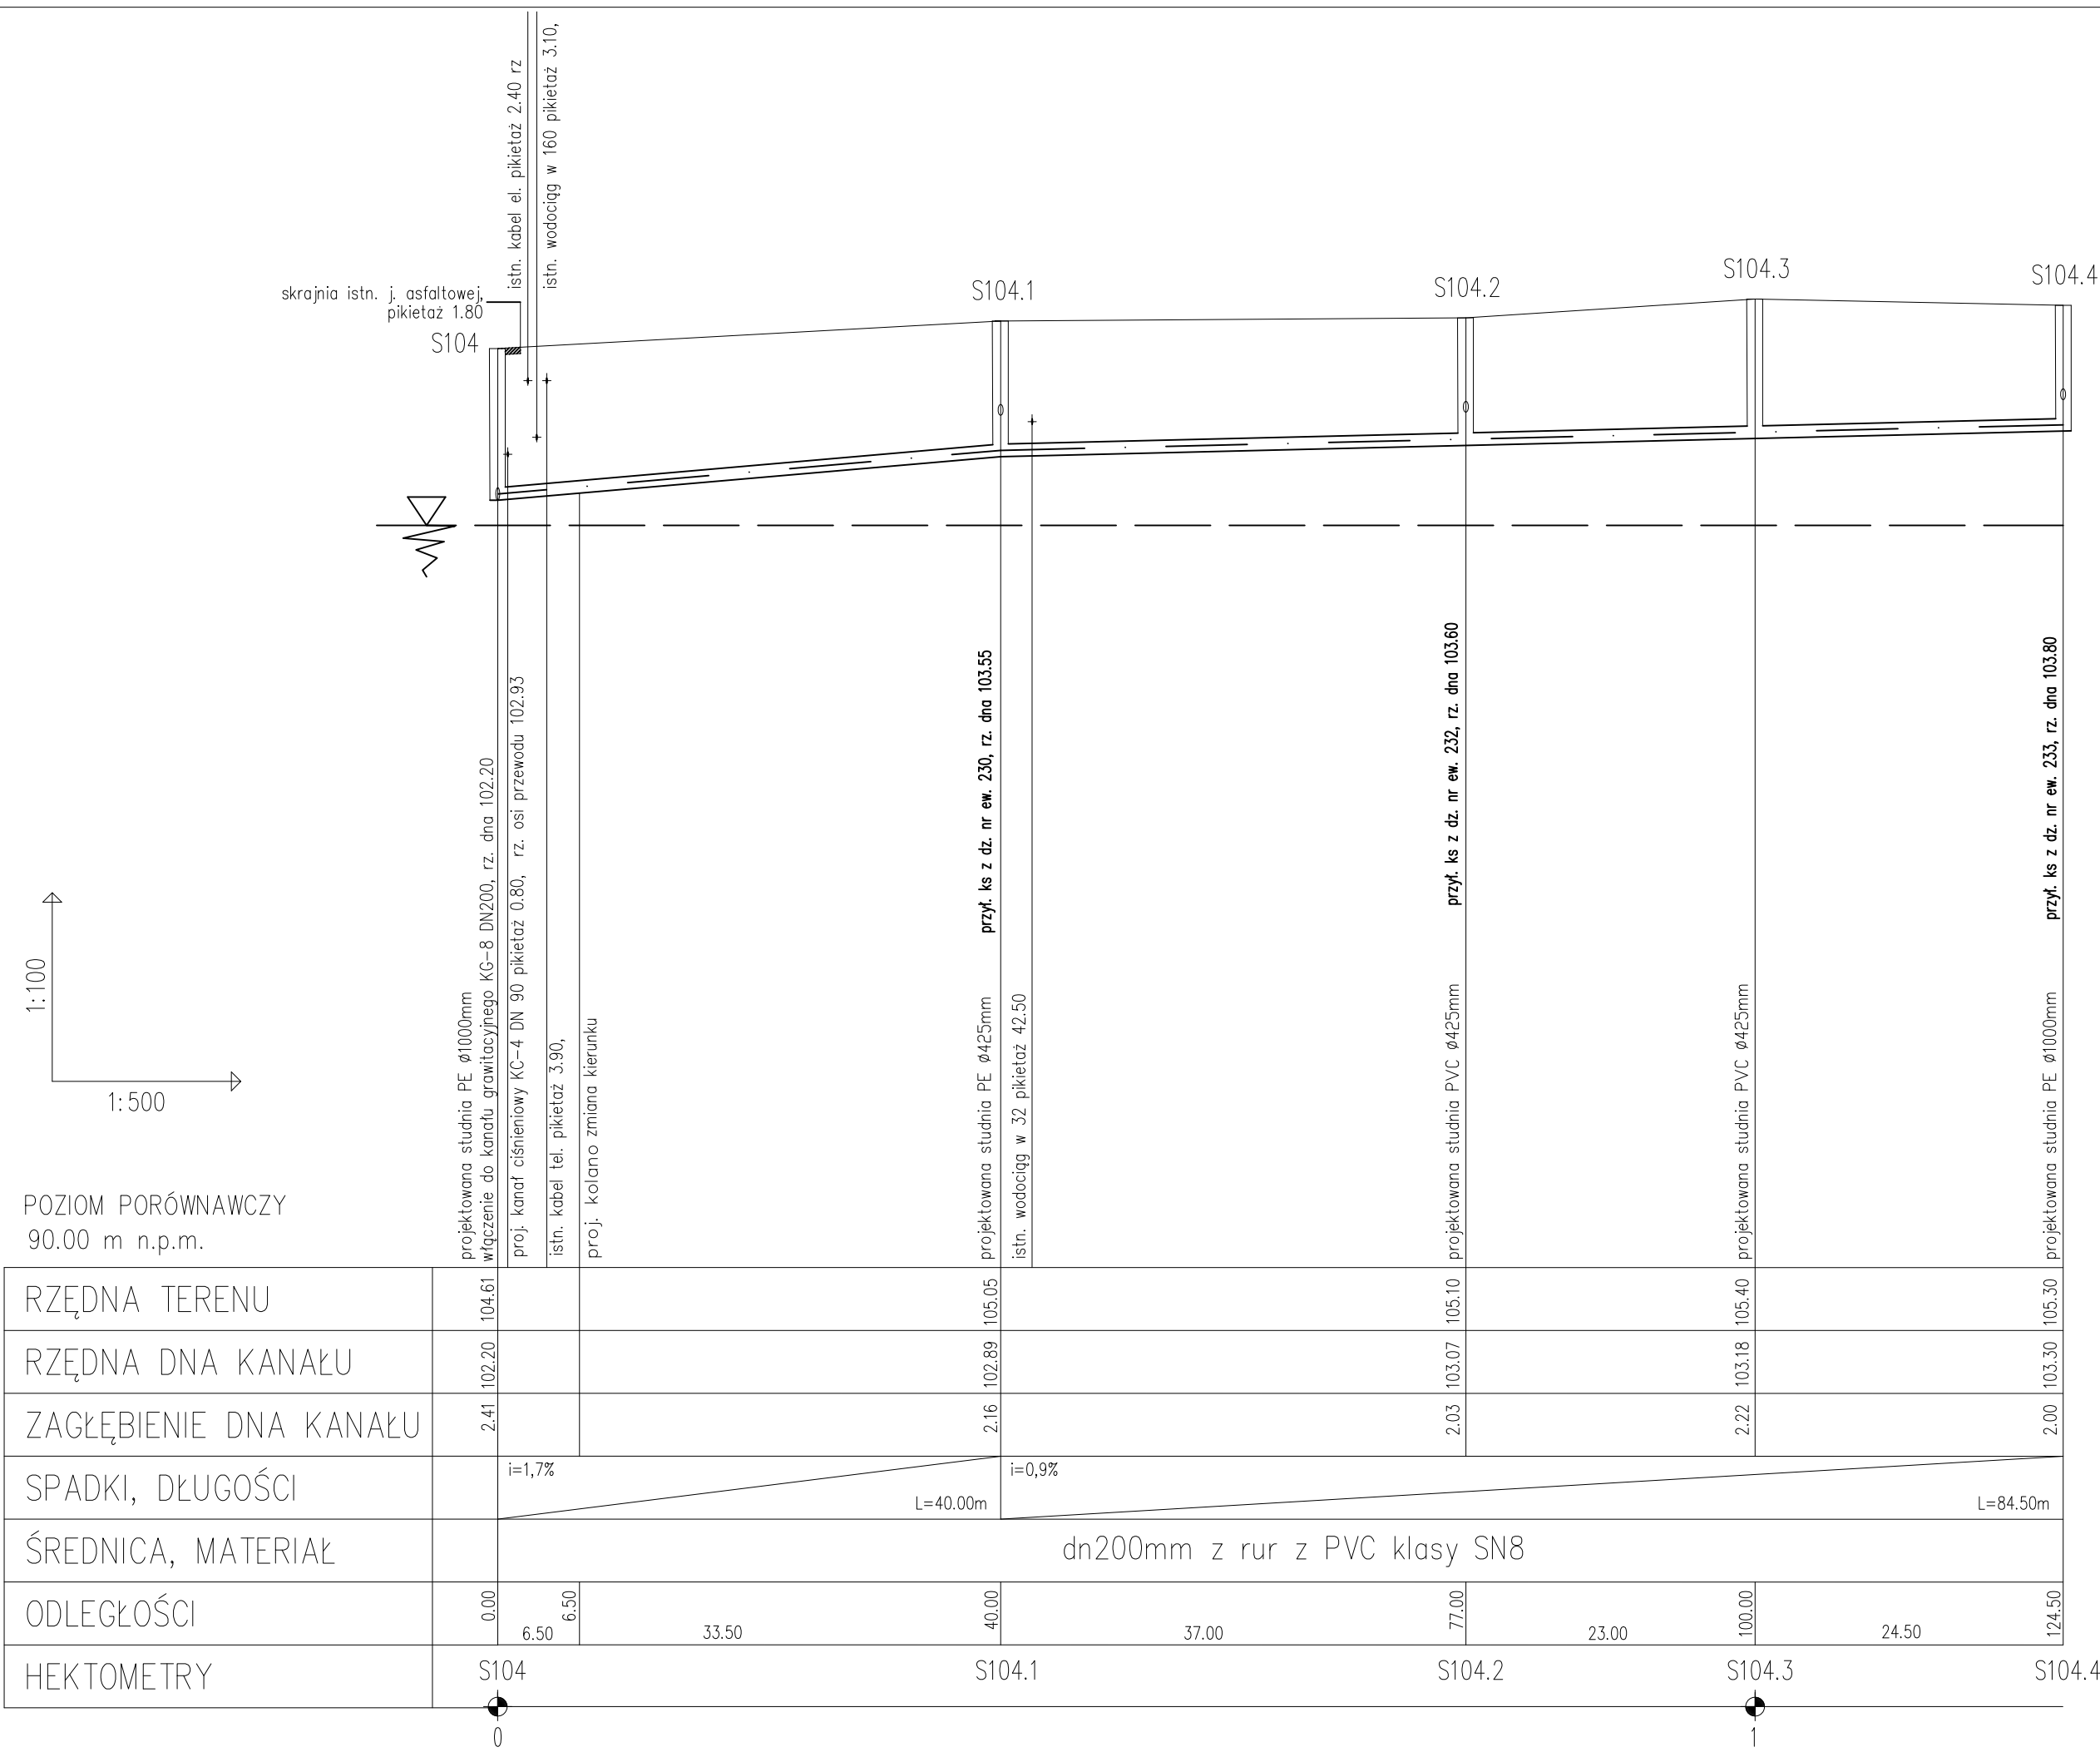 istn. kabel el. pikietaż 2.40 rz
istn. wodociąg w 160 pikietaż 3.10,
skrajnia istn. j. asfaltowej,
pikietaż 1.80
S104
S104.1
S104.2
S104.3
S104.4
projektowana studnia PE ø1000mm
włączenie do kanału grawitacyjnego KG-8 DN200, rz. dna 102.20
proj. kanał ciśnieniowy KC-4 DN 90 pikietaż 0.80, rz. osi przewodu 102.93
istn. kabel tel. pikietaż 3.90,
proj. kolano zmiana kierunku
przył. ks z dz. nr ew. 230, rz. dna 103.55
projektowana studnia PE ø425mm
istn. wodociąg w 32 pikietaż 42.50
przył. ks z dz. nr ew. 232, rz. dna 103.60
projektowana studnia PVC ø425mm
projektowana studnia PVC ø425mm
przył. ks z dz. nr ew. 233, rz. dna 103.80
projektowana studnia PE ø1000mm
1:100
1:500
POZIOM PORÓWNAWCZY
90.00 m n.p.m.
RZĘDNA TERENU 104.61 105.05 105.10 105.40 105.30
RZĘDNA DNA KANAŁU 102.20 102.89 103.07 103.18 103.30
ZAGŁĘBIENIE DNA KANAŁU 2.41 2.16 2.03 2.22 2.00
SPADKI, DŁUGOŚCI i=1,7% L=40.00m i=0,9% L=84.50m
ŚREDNICA, MATERIAŁ dn200mm z rur z PVC klasy SN8
ODLEGŁOŚCI 0.00 6.50 40.00 77.00 100.00 124.50
6.50 33.50 37.00 23.00 24.50
HEKTOMETRY S104 S104.1 S104.2 S104.3 S104.4
0 1